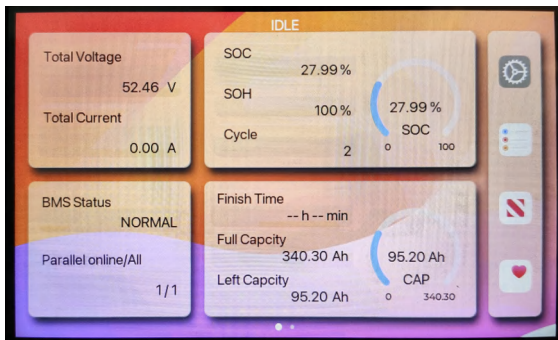 IDLE
Total Voltage
52.46 V
Total Current
0.00 A
SOC
27.99 %
SOH
100 %
Cycle
2
27.99 %
SOC
0 100
BMS Status
NORMAL
Parallel online/All
1/1
Finish Time
-- h -- min
Full Capcity
340.30 Ah
Left Capcity
95.20 Ah
95.20 Ah
CAP
0 340.30